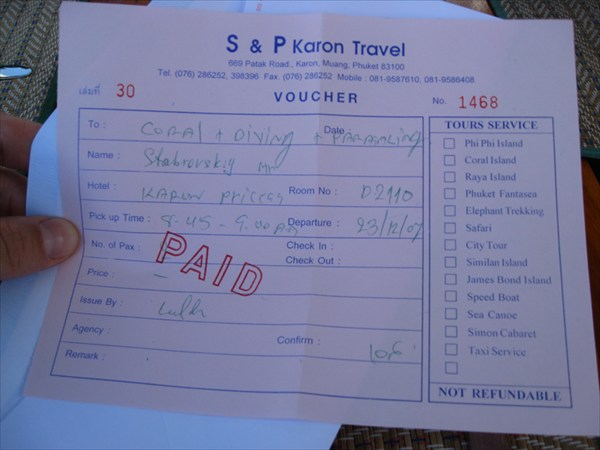 S & P Karon Travel
669 Patak Road., Karon, Muang, Phuket 83100
Tel. (076) 286252, 398396 Fax. (076) 286252 Mobile : 081-9587610, 081-9586408
เล่มที่ 30
VOUCHER
No. 1468
To : CORAL + DIVING + PARASALING Date :
Name : Stabrovskiy
Hotel : KARON pricess Room No : D2110
Pick up Time : 8.45 - 9.00 AM Departure : 23/12/07
No. of Pax : Check In :
Check Out :
PAID
Price : —
Issue By :
Agency : Confirm :
Remark :
TOURS SERVICE
Phi Phi Island
Coral Island
Raya Island
Phuket Fantasea
Elephant Trekking
Safari
City Tour
Similan Island
James Bond Island
Speed Boat
Sea Canoe
Simon Cabaret
Taxi Service
NOT REFUNDABLE